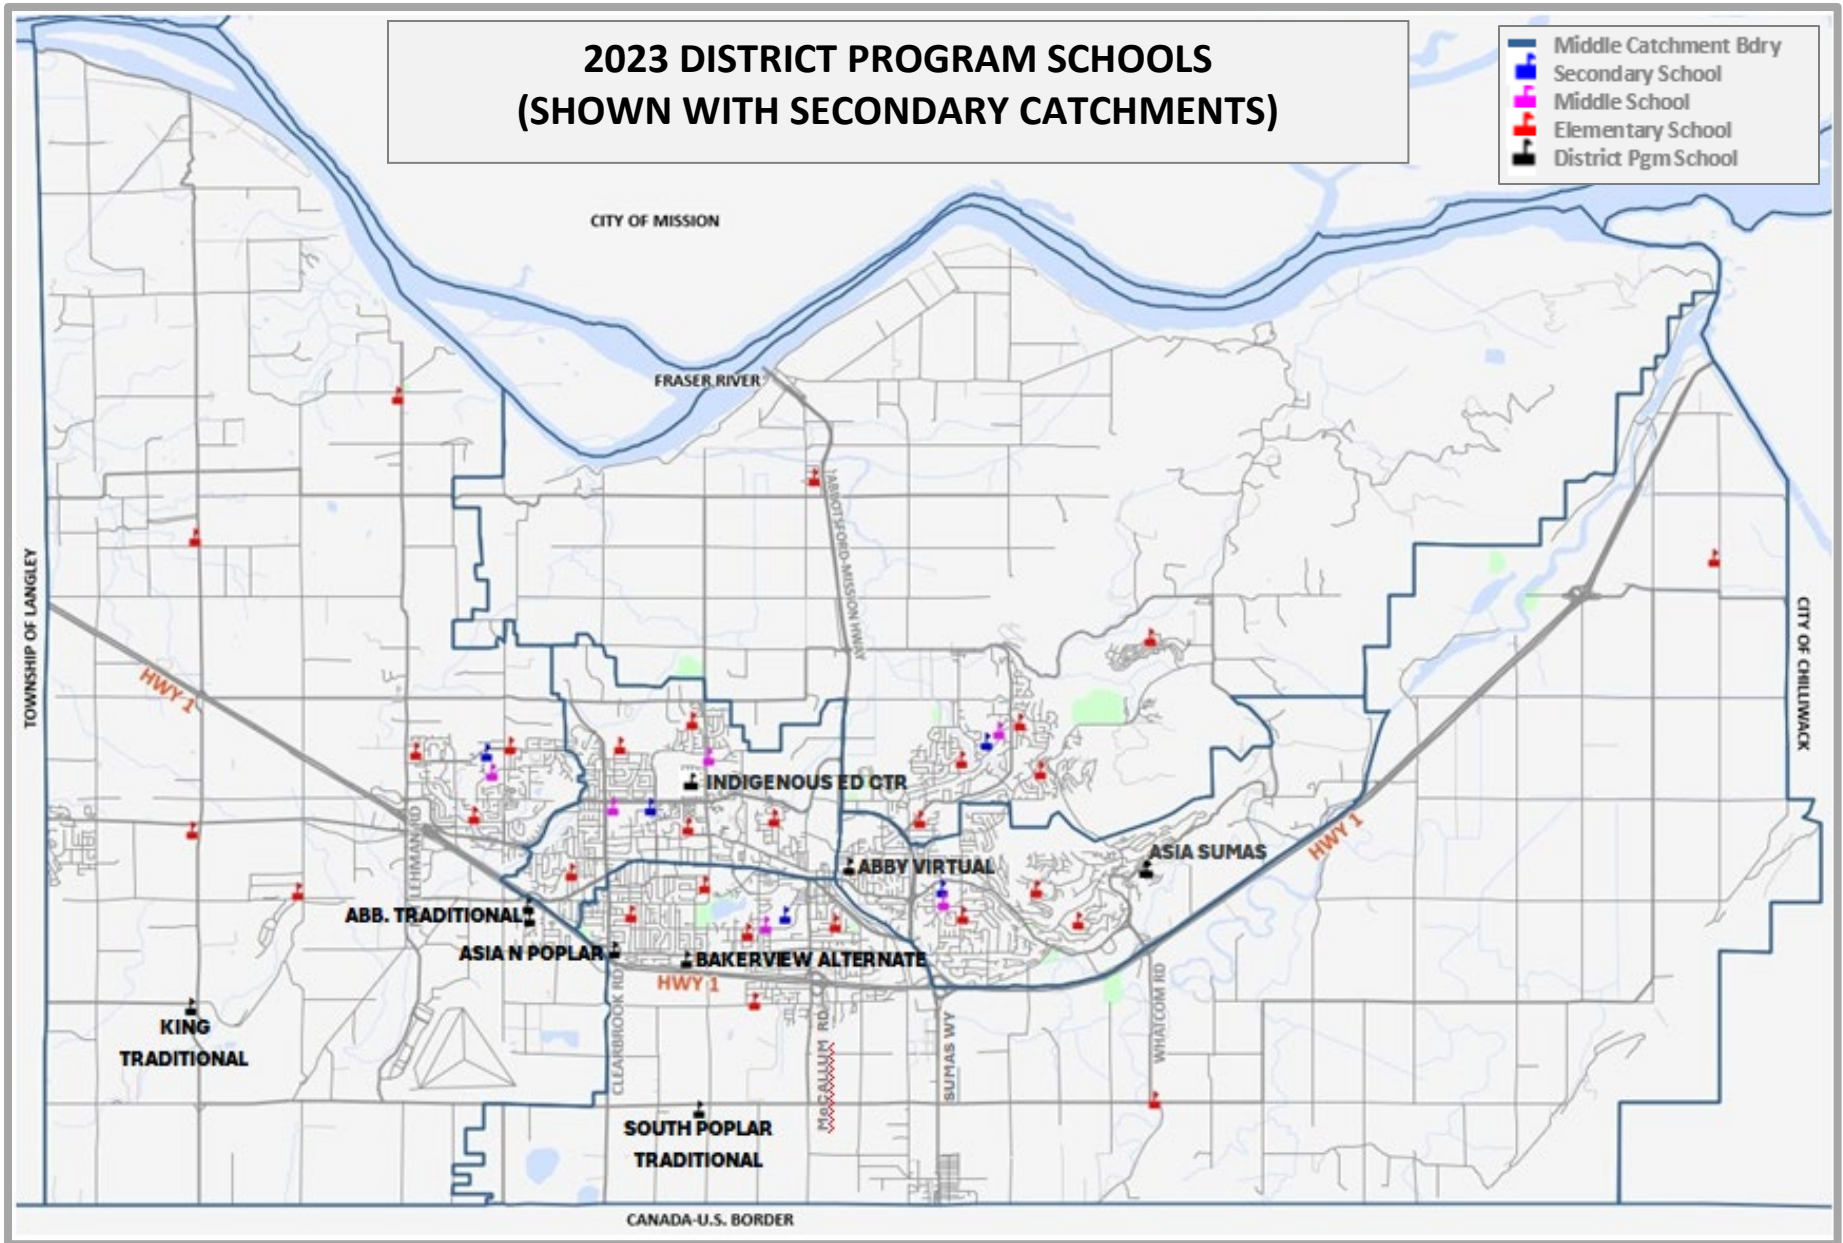 2023 DISTRICT PROGRAM SCHOOLS
(SHOWN WITH SECONDARY CATCHMENTS)
Middle Catchment Bdry
Secondary School
Middle School
Elementary School
District Pgm School
CITY OF MISSION
FRASER RIVER
ABBOTSFORD-MISSION HIGHWAY
TOWNSHIP OF LANGLEY
CITY OF CHILLIWACK
HWY 1
INDIGENOUS ED CTR
LEHMAN RD
ABBY VIRTUAL
ASIA SUMAS
HWY 1
ABB. TRADITIONAL
ASIA N POPLAR
BAKERVIEW ALTERNATE
HWY 1
KING
TRADITIONAL
CLEARBROOK RD
McCALLUM RD
SUMAS WY
WHATCOM RD
SOUTH POPLAR
TRADITIONAL
CANADA-U.S. BORDER